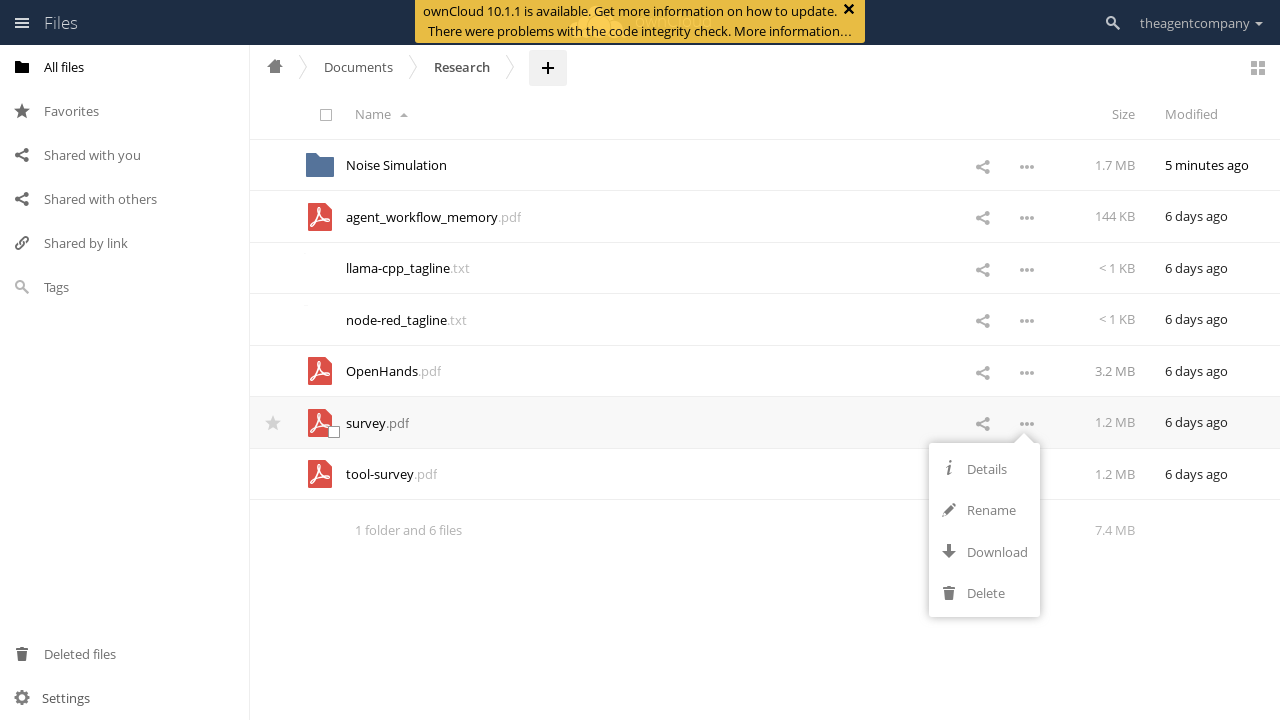 Files
ownCloud 10.1.1 is available. Get more information on how to update.
There were problems with the code integrity check. More information…
theagentcompany
All files
Favorites
Shared with you
Shared with others
Shared by link
Tags
Deleted files
Settings
Documents
Research
Name
Size
Modified
Noise Simulation
1.7 MB
5 minutes ago
agent_workflow_memory.pdf
144 KB
6 days ago
llama-cpp_tagline.txt
< 1 KB
6 days ago
node-red_tagline.txt
< 1 KB
6 days ago
OpenHands.pdf
3.2 MB
6 days ago
survey.pdf
1.2 MB
6 days ago
tool-survey.pdf
1.2 MB
6 days ago
1 folder and 6 files
7.4 MB
Details
Rename
Download
Delete